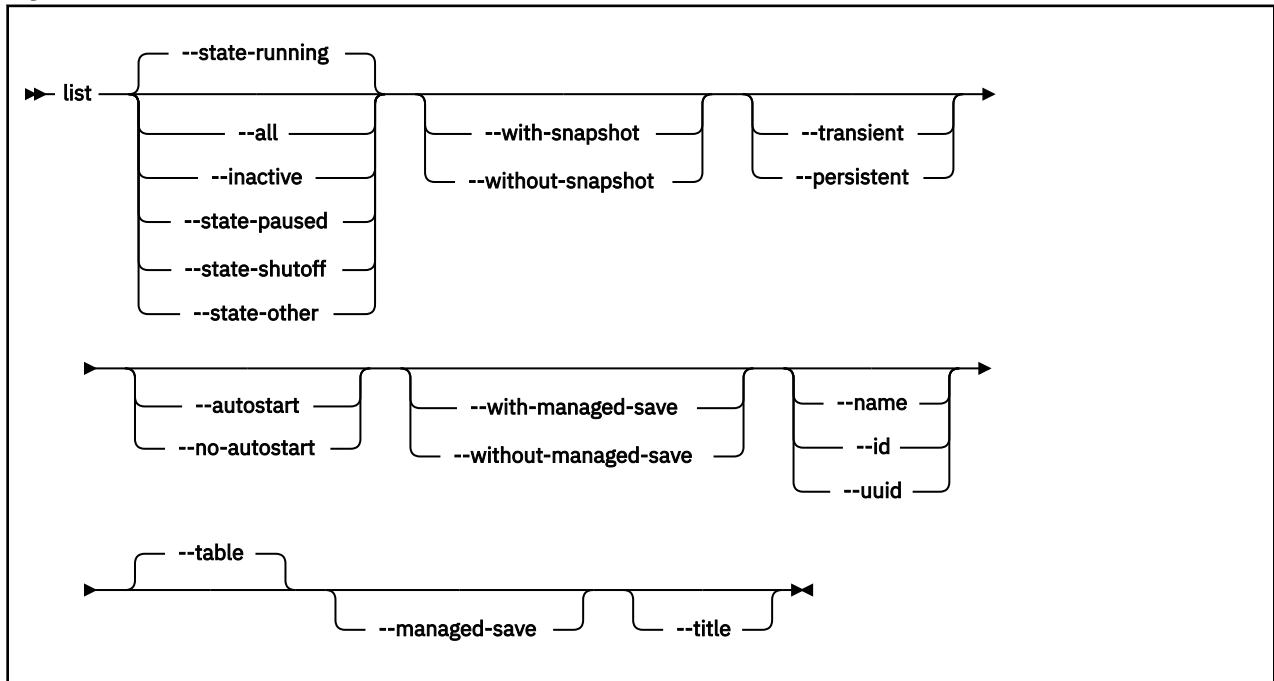 --state-running
list
--all --with-snapshot --transient
--inactive --without-snapshot --persistent
--state-paused
--state-shutoff
--state-other
--autostart --with-managed-save --name
--no-autostart --without-managed-save --id
--uuid
--table
--managed-save --title